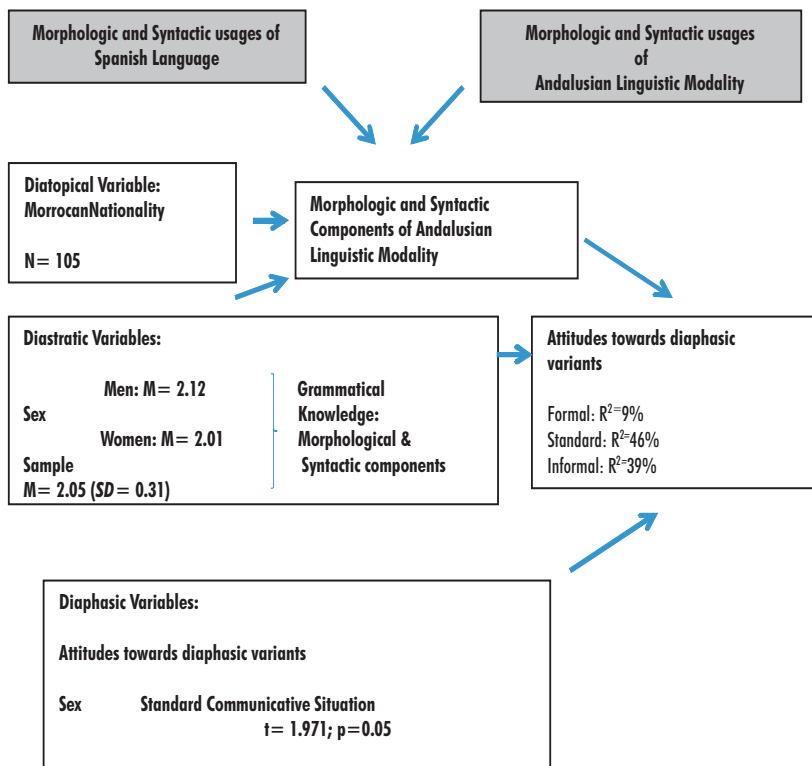 Morphologic and Syntactic usages of
Spanish Language
Morphologic and Syntactic usages
of
Andalusian Linguistic Modality
Diatopical Variable:
MorrocanNationality
N= 105
Morphologic and Syntactic
Components of Andalusian
Linguistic Modality
Diastratic Variables:
Men: M= 2.12
Sex
Women: M= 2.01
Sample
M= 2.05 (SD= 0.31)
Grammatical
Knowledge:
Morphological &
Syntactic components
Attitudes towards diaphasic
variants
Formal: R²⁼9%
Standard: R²⁼46%
Informal: R²⁼39%
Diaphasic Variables:
Attitudes towards diaphasic variants
Sex Standard Communicative Situation
t= 1.971; p=0.05